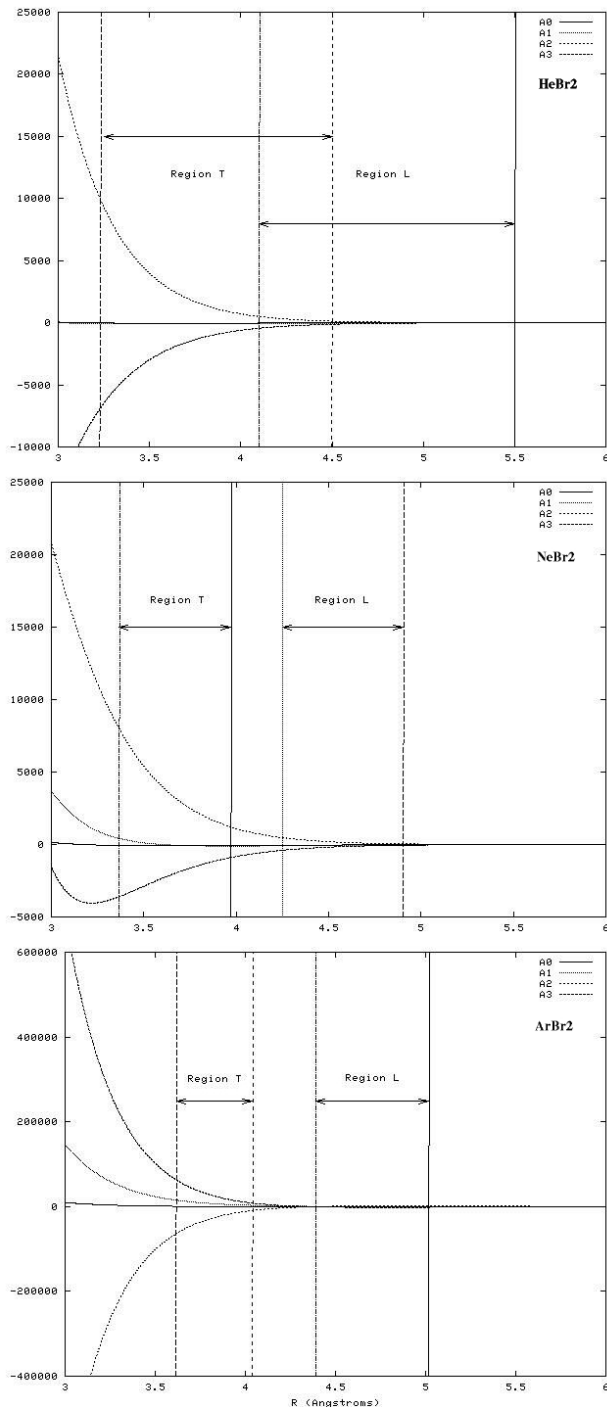 25000
A0
A1
A2
A3
HeBr2
20000
15000
Region T
Region L
10000
5000
0
-5000
-10000
3
3.5
4
4.5
5
5.5
6
25000
A0
A1
A2
A3
NeBr2
20000
Region T
Region L
15000
10000
5000
0
-5000
3
3.5
4
4.5
5
5.5
6
600000
A0
A1
A2
A3
ArBr2
400000
Region T
Region L
200000
0
-200000
-400000
3
3.5
4
4.5
5
5.5
6
R (Angstroms)